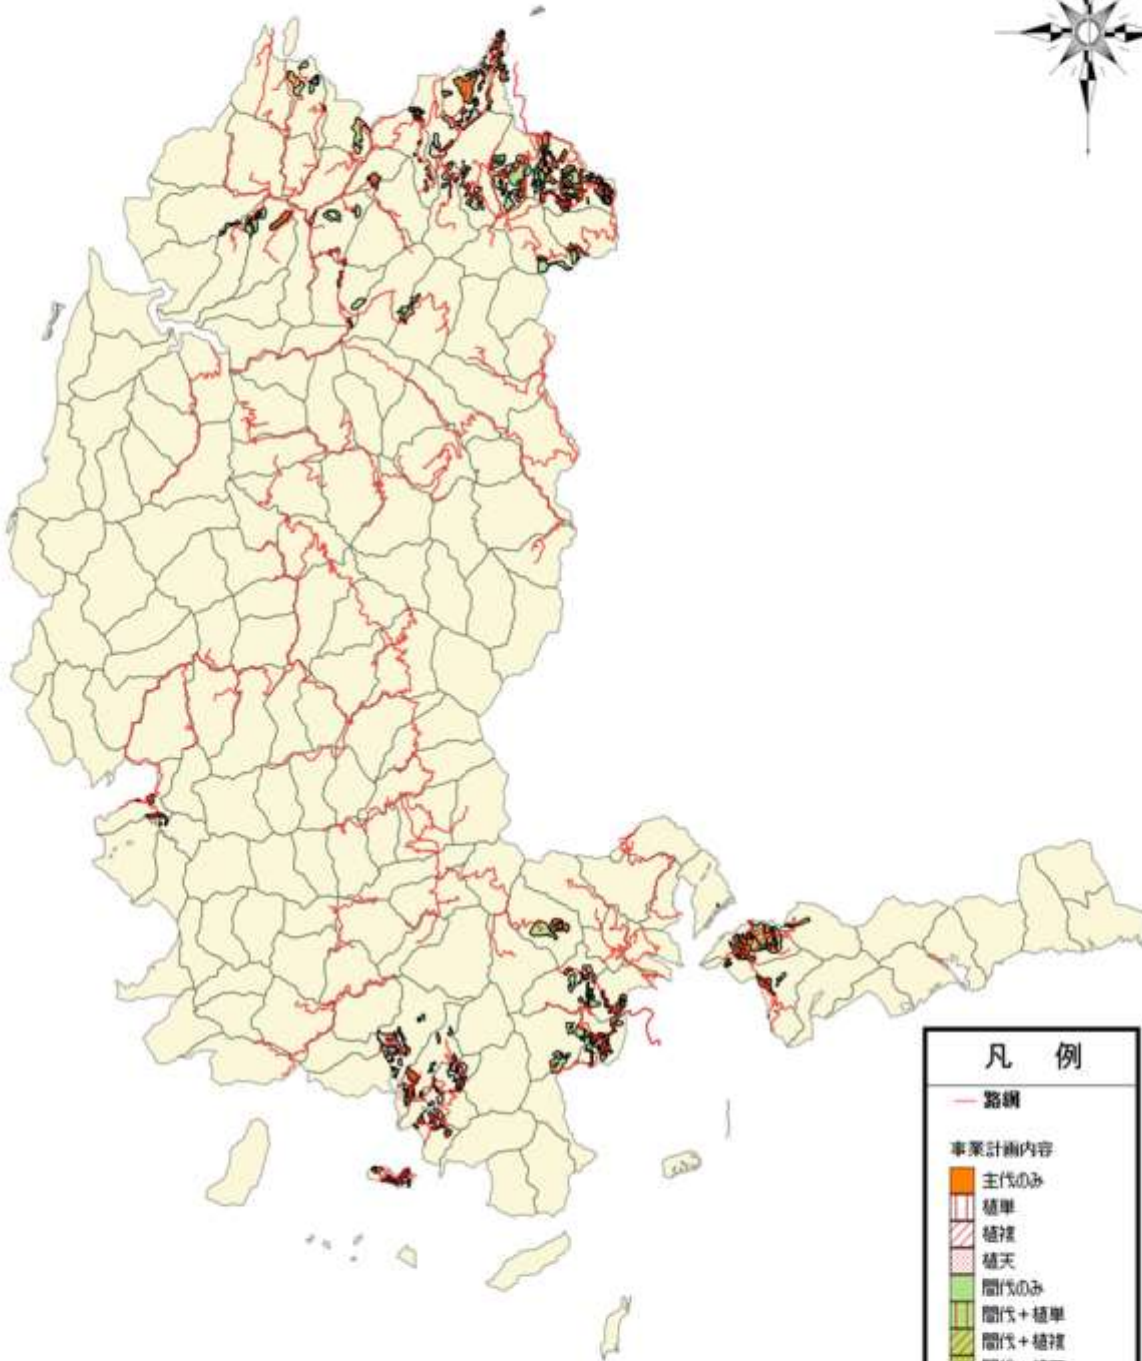 凡 例
路網
事業計画内容
主伐のみ
植単
植複
植天
間伐のみ
間伐+植単
間伐+植複